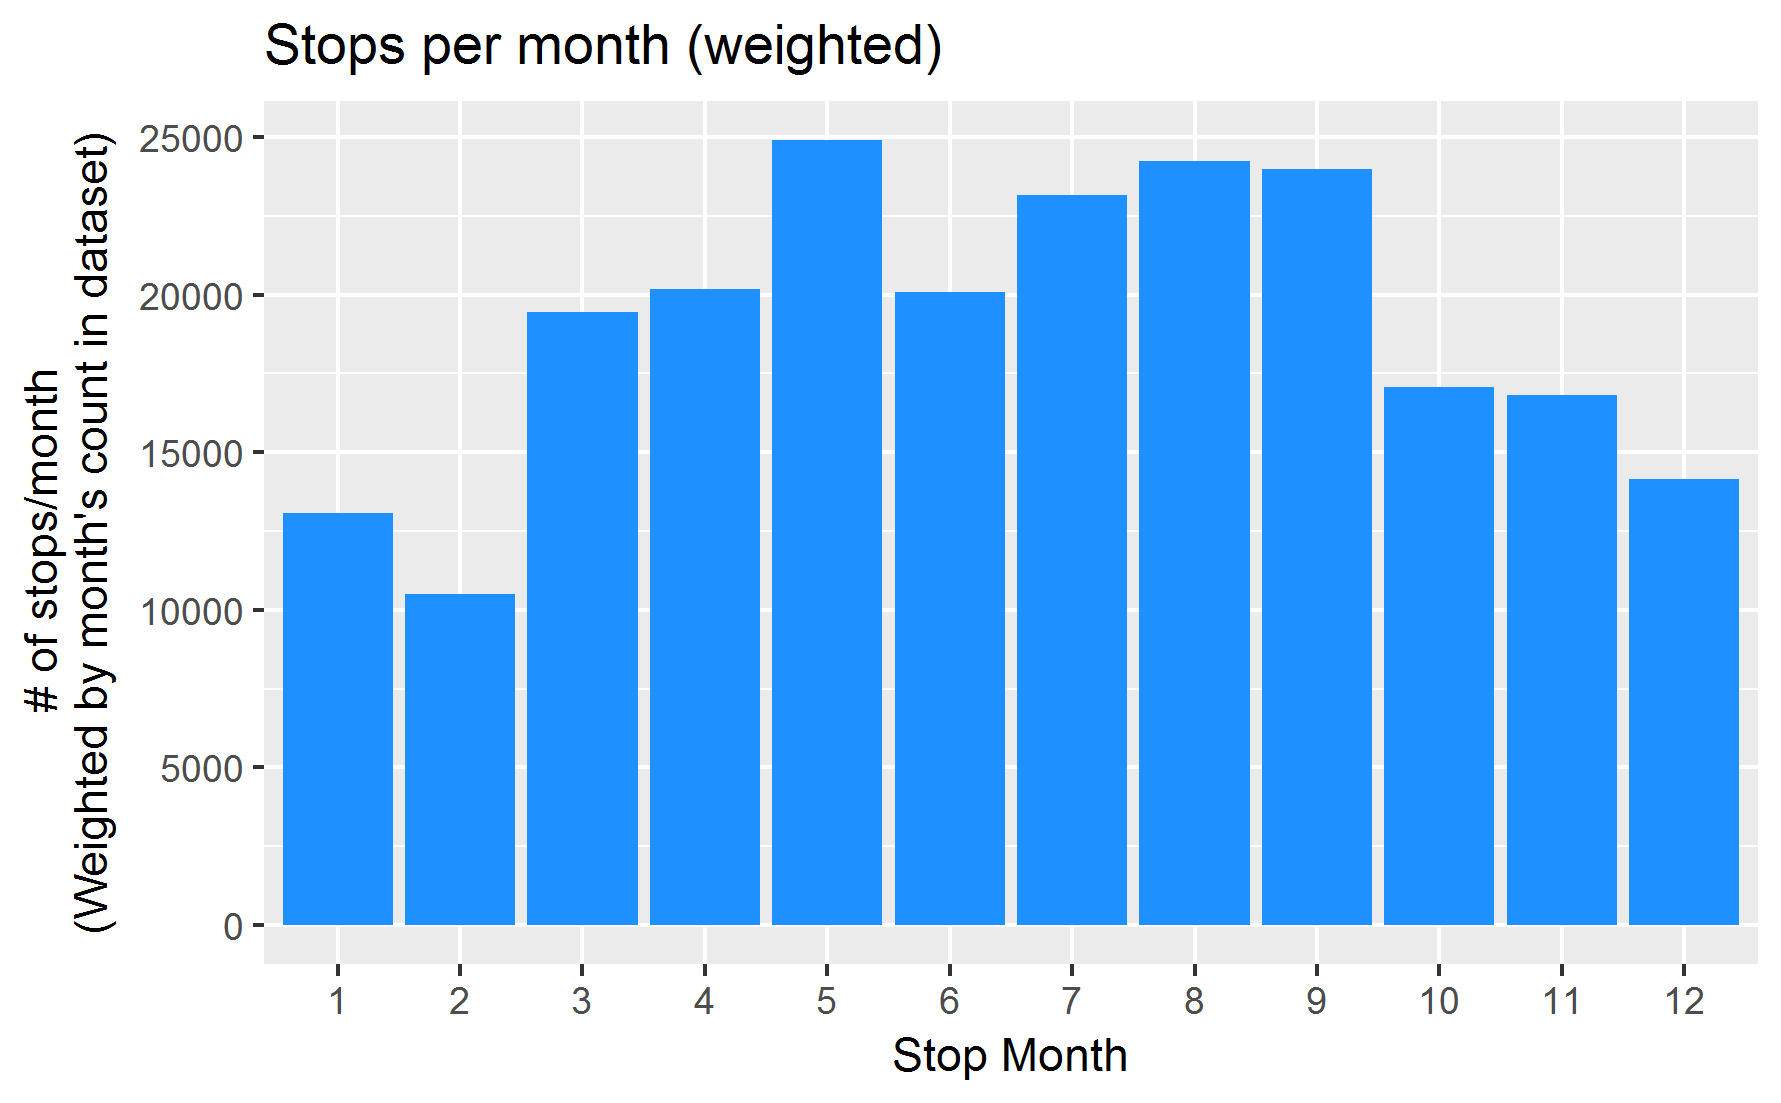 Stops per month (weighted)
# of stops/month
(Weighted by month's count in dataset)
25000
20000
15000
10000
5000
0
1 2 3 4 5 6 7 8 9 10 11 12
Stop Month